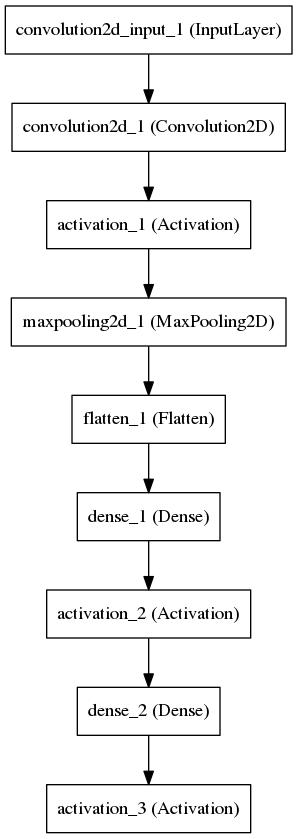 convolution2d_input_1 (InputLayer)
convolution2d_1 (Convolution2D)
activation_1 (Activation)
maxpooling2d_1 (MaxPooling2D)
flatten_1 (Flatten)
dense_1 (Dense)
activation_2 (Activation)
dense_2 (Dense)
activation_3 (Activation)